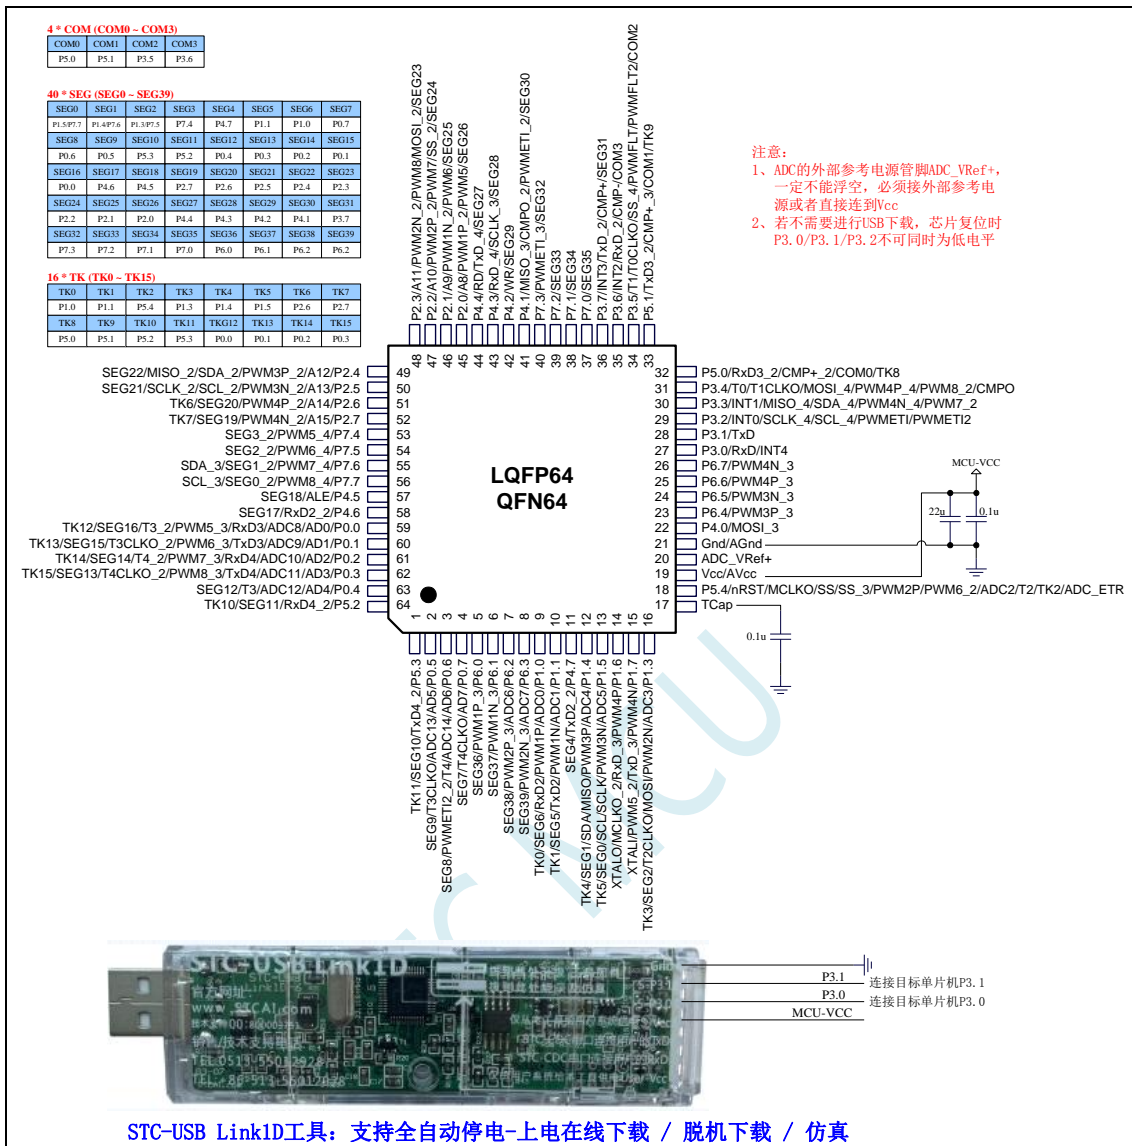 4 * COM (COM0 ~ COM3)
COM0 COM1 COM2 COM3
P5.0 P5.1 P3.5 P3.6
40 * SEG (SEG0 ~ SEG39)
SEG0 SEG1 SEG2 SEG3 SEG4 SEG5 SEG6 SEG7
P1.5/P7.7 P1.4/P7.6 P1.3/P7.5 P7.4 P4.7 P1.1 P1.0 P0.7
SEG8 SEG9 SEG10 SEG11 SEG12 SEG13 SEG14 SEG15
P0.6 P0.5 P5.3 P5.2 P0.4 P0.3 P0.2 P0.1
SEG16 SEG17 SEG18 SEG19 SEG20 SEG21 SEG22 SEG23
P0.0 P4.6 P4.5 P2.7 P2.6 P2.5 P2.4 P2.3
SEG24 SEG25 SEG26 SEG27 SEG28 SEG29 SEG30 SEG31
P2.2 P2.1 P2.0 P4.4 P4.3 P4.2 P4.1 P3.7
SEG32 SEG33 SEG34 SEG35 SEG36 SEG37 SEG38 SEG39
P7.3 P7.2 P7.1 P7.0 P6.0 P6.1 P6.2 P6.2
16 * TK (TK0 ~ TK15)
TK0 TK1 TK2 TK3 TK4 TK5 TK6 TK7
P1.0 P1.1 P5.4 P1.3 P1.4 P1.5 P2.6 P2.7
TK8 TK9 TK10 TK11 TKG12 TK13 TK14 TK15
P5.0 P5.1 P5.2 P5.3 P0.0 P0.1 P0.2 P0.3
注意：
1、ADC的外部参考电源管脚ADC_VRef+，
一定不能浮空，必须接外部参考电
源或者直接连到Vcc
2、若不需要进行USB下载，芯片复位时
P3.0/P3.1/P3.2不可同时为低电平
P2.3/A11/PWM2N_2/PWM8/MOSI_2/SEG23
P2.2/A10/PWM2P_2/PWM7/SS_2/SEG24
P2.1/A9/PWM1N_2/PWM6/SEG25
P2.0/A8/PWM1P_2/PWM5/SEG26
P4.4/RD/TxD_4/SEG27
P4.3/RxD_4/SCLK_3/SEG28
P4.2/WR/SEG29
P4.1/MISO_3/CMPO_2/PWMETI_2/SEG30
P7.3/PWMETI_3/SEG32
P7.2/SEG33
P7.1/SEG34
P7.0/SEG35
P3.7/INT3/TxD_2/CMP+/SEG31
P3.6/INT2/RxD_2/CMP-/COM3
P3.5/T1/T0CLKO/SS_4/PWMFLT/PWMFLT2/COM2
P5.1/TxD3_2/CMP+_3/COM1/TK9
48 47 46 45 44 43 42 41 40 39 38 37 36 35 34 33
SEG22/MISO_2/SDA_2/PWM3P_2/A12/P2.4 49
SEG21/SCLK_2/SCL_2/PWM3N_2/A13/P2.5 50
TK6/SEG20/PWM4P_2/A14/P2.6 51
TK7/SEG19/PWM4N_2/A15/P2.7 52
SEG3_2/PWM5_4/P7.4 53
SEG2_2/PWM6_4/P7.5 54
SDA_3/SEG1_2/PWM7_4/P7.6 55
SCL_3/SEG0_2/PWM8_4/P7.7 56
SEG18/ALE/P4.5 57
SEG17/RxD2_2/P4.6 58
TK12/SEG16/T3_2/PWM5_3/RxD3/ADC8/AD0/P0.0 59
TK13/SEG15/T3CLKO_2/PWM6_3/TxD3/ADC9/AD1/P0.1 60
TK14/SEG14/T4_2/PWM7_3/RxD4/ADC10/AD2/P0.2 61
TK15/SEG13/T4CLKO_2/PWM8_3/TxD4/ADC11/AD3/P0.3 62
SEG12/T3/ADC12/AD4/P0.4 63
TK10/SEG11/RxD4_2/P5.2 64
LQFP64
QFN64
32 P5.0/RxD3_2/CMP+_2/COM0/TK8
31 P3.4/T0/T1CLKO/MOSI_4/PWM4P_4/PWM8_2/CMPO
30 P3.3/INT1/MISO_4/SDA_4/PWM4N_4/PWM7_2
29 P3.2/INT0/SCLK_4/SCL_4/PWMETI/PWMETI2
28 P3.1/TxD
27 P3.0/RxD/INT4
26 P6.7/PWM4N_3
25 P6.6/PWM4P_3
24 P6.5/PWM3N_3
23 P6.4/PWM3P_3
22 P4.0/MOSI_3
21 Gnd/AGnd
20 ADC_VRef+
19 Vcc/AVcc
18 P5.4/nRST/MCLKO/SS/SS_3/PWM2P/PWM6_2/ADC2/T2/TK2/ADC_ETR
17 TCap
MCU-VCC
22u 0.1u
0.1u
1 2 3 4 5 6 7 8 9 10 11 12 13 14 15 16
TK11/SEG10/TxD4_2/P5.3
SEG9/T3CLKO/ADC13/AD5/P0.5
SEG8/PWMETI2_2/T4/ADC14/AD6/P0.6
SEG7/T4CLKO/AD7/P0.7
SEG36/PWM1P_3/P6.0
SEG37/PWM1N_3/P6.1
SEG38/PWM2P_3/ADC6/P6.2
SEG39/PWM2N_3/ADC7/P6.3
TK0/SEG6/RxD2/PWM1P/ADC0/P1.0
TK1/SEG5/TxD2/PWM1N/ADC1/P1.1
SEG4/TxD2_2/P4.7
TK4/SEG1/SDA/MISO/PWM3P/ADC4/P1.4
TK5/SEG0/SCL/SCLK/PWM3N/ADC5/P1.5
XTALO/MCLKO_2/RxD_3/PWM4P/P1.6
XTALI/PWM5_2/TxD_3/PWM4N/P1.7
TK3/SEG2/T2CLKO/MOSI/PWM2N/ADC3/P1.3
STC MCU
STC-USB Link1D
官方网址:
www.STCAI.com
Gnd
P3.1 连接目标单片机P3.1
P3.0 连接目标单片机P3.0
MCU-VCC
STC-USB Link1D工具：支持全自动停电-上电在线下载 / 脱机下载 / 仿真